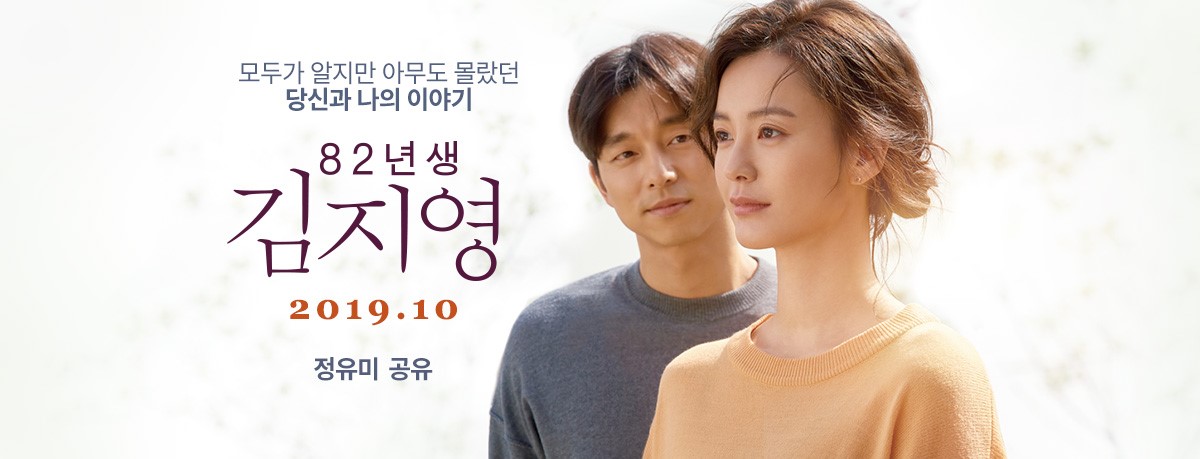 모두가 알지만 아무도 몰랐던
당신과 나의 이야기
82년생
김지영
2019.10
정유미 공유